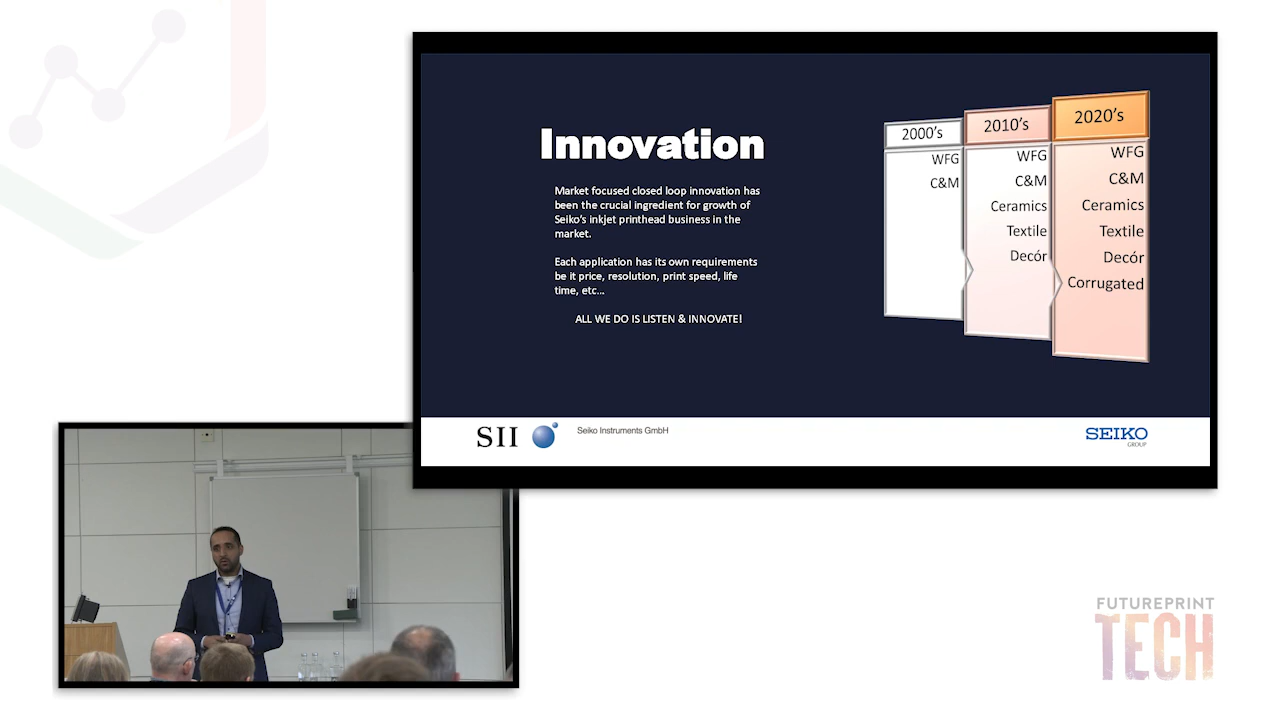 Innovation
Market focused closed loop innovation has
been the crucial ingredient for growth of
Seiko's inkjet printhead business in the
market.
Each application has its own requirements
be it price, resolution, print speed, life
time, etc...
ALL WE DO IS LISTEN & INNOVATE!
2000's
WFG
C&M
2010's
WFG
C&M
Ceramics
Textile
Decór
2020's
WFG
C&M
Ceramics
Textile
Decór
Corrugated
SII
Seiko Instruments GmbH
SEIKO
GROUP
FUTUREPRINT
TECH